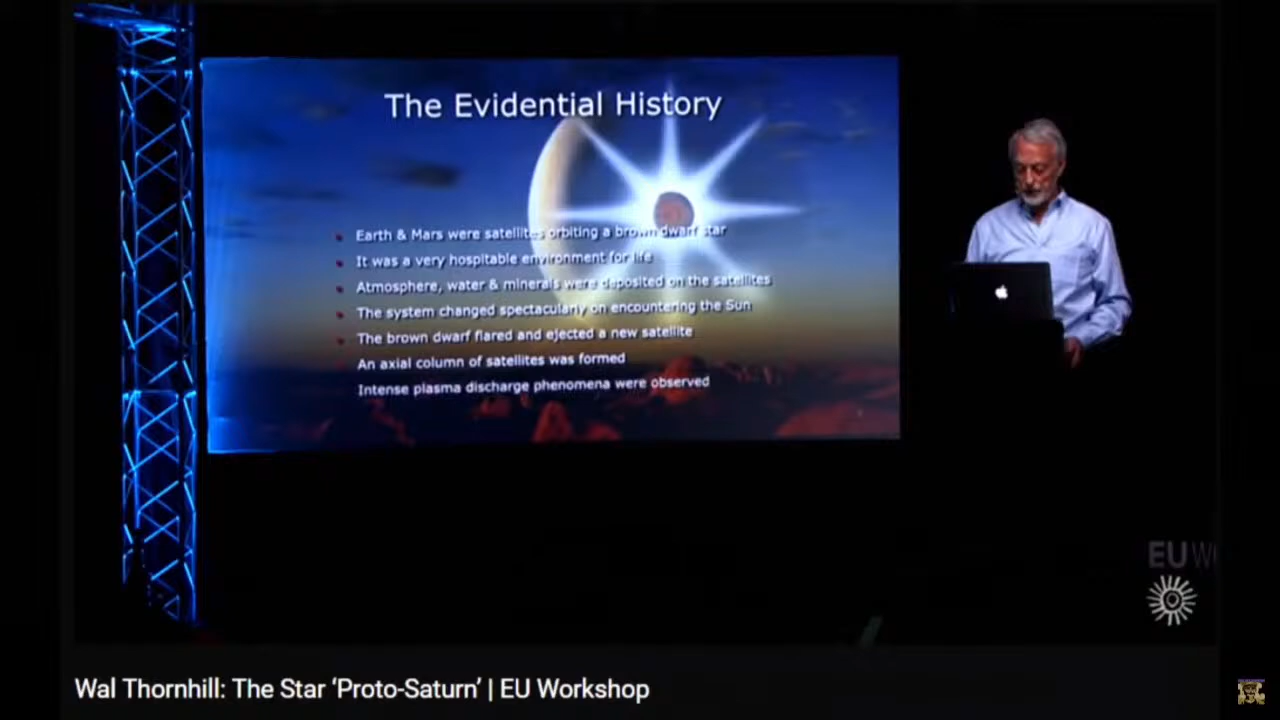 The Evidential History
Earth & Mars were satellites orbiting a brown dwarf star
It was a very hospitable environment for life
Atmosphere, water & minerals were deposited on the satellites
The system changed spectacularly on encountering the Sun
The brown dwarf flared and ejected a new satellite
An axial column of satellites was formed
Intense plasma discharge phenomena were observed
EU
Wal Thornhill: The Star ‘Proto-Saturn’ | EU Workshop